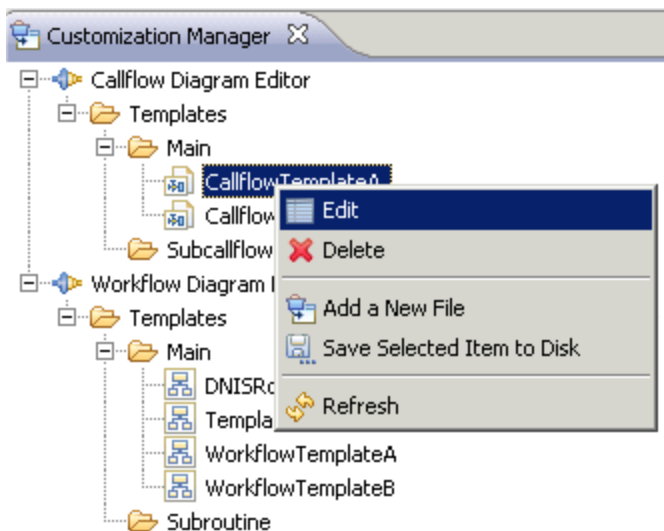 Customization Manager
Callflow Diagram Editor
Templates
Main
CallflowTemplateA
Callflow
Subcallflow
Workflow Diagram
Templates
Main
DNISRo
Templa
WorkflowTemplateA
WorkflowTemplateB
Subroutine
Edit
Delete
Add a New File
Save Selected Item to Disk
Refresh